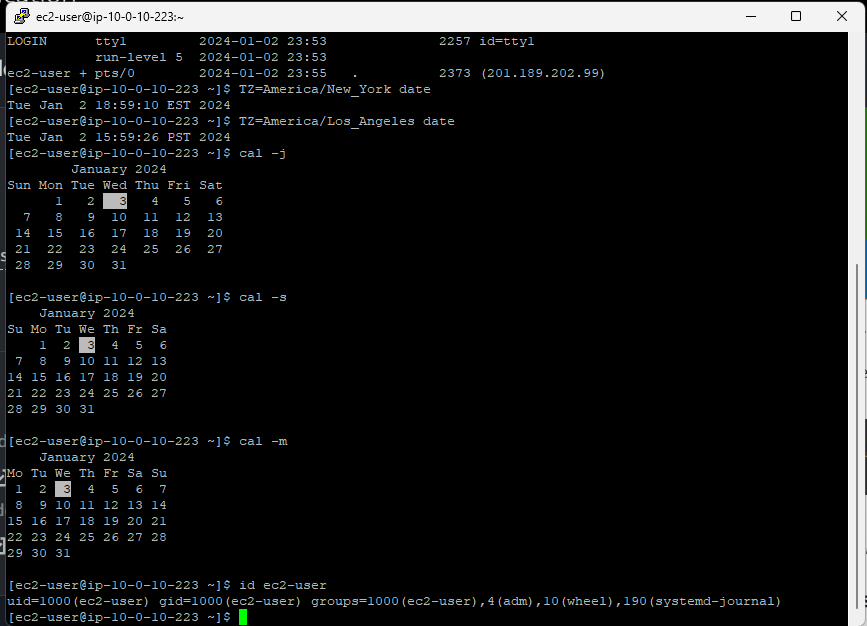 ec2-user@ip-10-0-10-223:~
LOGIN      tty1         2024-01-02 23:53              2257 id=tty1
           run-level 5  2024-01-02 23:53
ec2-user + pts/0        2024-01-02 23:55   .          2373 (201.189.202.99)
[ec2-user@ip-10-0-10-223 ~]$ TZ=America/New_York date
Tue Jan  2 18:59:10 EST 2024
[ec2-user@ip-10-0-10-223 ~]$ TZ=America/Los_Angeles date
Tue Jan  2 15:59:26 PST 2024
[ec2-user@ip-10-0-10-223 ~]$ cal -j
        January 2024
Sun Mon Tue Wed Thu Fri Sat
      1   2   3   4   5   6
  7   8   9  10  11  12  13
 14  15  16  17  18  19  20
 21  22  23  24  25  26  27
 28  29  30  31
[ec2-user@ip-10-0-10-223 ~]$ cal -s
    January 2024
Su Mo Tu We Th Fr Sa
    1  2  3  4  5  6
 7  8  9 10 11 12 13
14 15 16 17 18 19 20
21 22 23 24 25 26 27
28 29 30 31
[ec2-user@ip-10-0-10-223 ~]$ cal -m
    January 2024
Mo Tu We Th Fr Sa Su
 1  2  3  4  5  6  7
 8  9 10 11 12 13 14
15 16 17 18 19 20 21
22 23 24 25 26 27 28
29 30 31
[ec2-user@ip-10-0-10-223 ~]$ id ec2-user
uid=1000(ec2-user) gid=1000(ec2-user) groups=1000(ec2-user),4(adm),10(wheel),190(systemd-journal)
[ec2-user@ip-10-0-10-223 ~]$